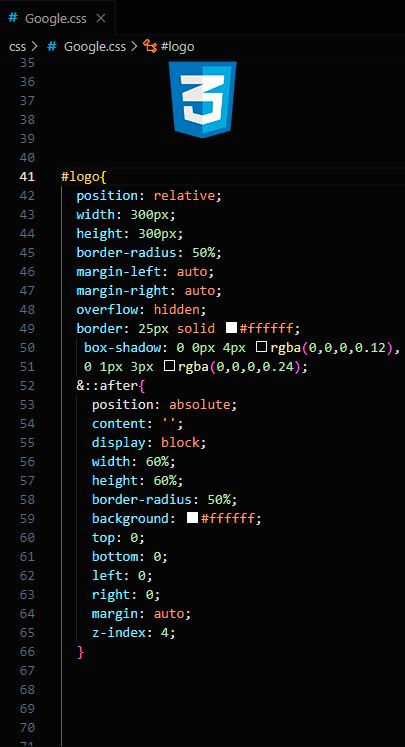 Google.css
css > # Google.css > #logo
35
36
37
38
39
40
41 #logo{
42 position: relative;
43 width: 300px;
44 height: 300px;
45 border-radius: 50%;
46 margin-left: auto;
47 margin-right: auto;
48 overflow: hidden;
49 border: 25px solid #ffffff;
50 box-shadow: 0 0px 4px rgba(0,0,0,0.12),
51 0 1px 3px rgba(0,0,0,0.24);
52 &::after{
53 position: absolute;
54 content: '';
55 display: block;
56 width: 60%;
57 height: 60%;
58 border-radius: 50%;
59 background: #ffffff;
60 top: 0;
61 bottom: 0;
62 left: 0;
63 right: 0;
64 margin: auto;
65 z-index: 4;
66 }
67
68
69
70
71